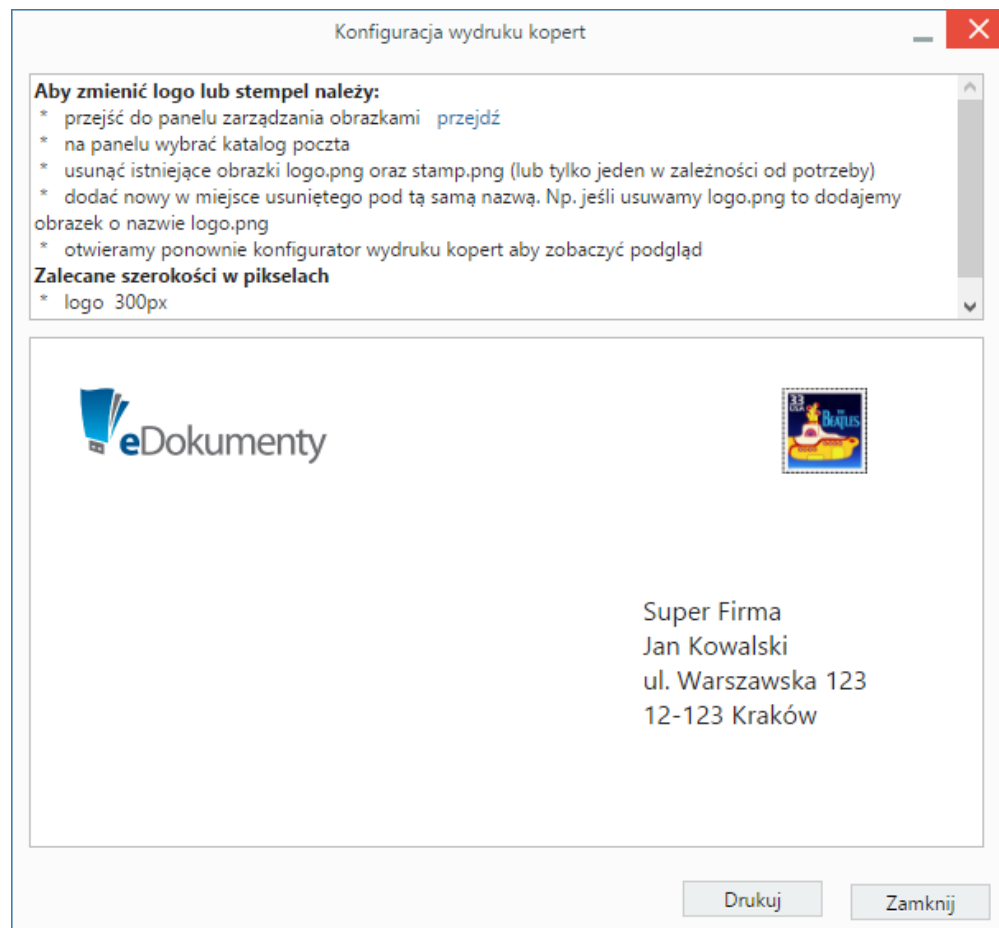 Konfiguracja wydruku kopert
Aby zmienić logo lub stempel należy:
* przejść do panelu zarządzania obrazkami przejdź
* na panelu wybrać katalog poczta
* usunąć istniejące obrazki logo.png oraz stamp.png (lub tylko jeden w zależności od potrzeby)
* dodać nowy w miejsce usuniętego pod tą samą nazwą. Np. jeśli usuwamy logo.png to dodajemy
obrazek o nazwie logo.png
* otwieramy ponownie konfigurator wydruku kopert aby zobaczyć podgląd
Zalecane szerokości w pikselach
* logo 300px
eDokumenty
33
USA
THE
BEATLES
Super Firma
Jan Kowalski
ul. Warszawska 123
12-123 Kraków
Drukuj
Zamknij